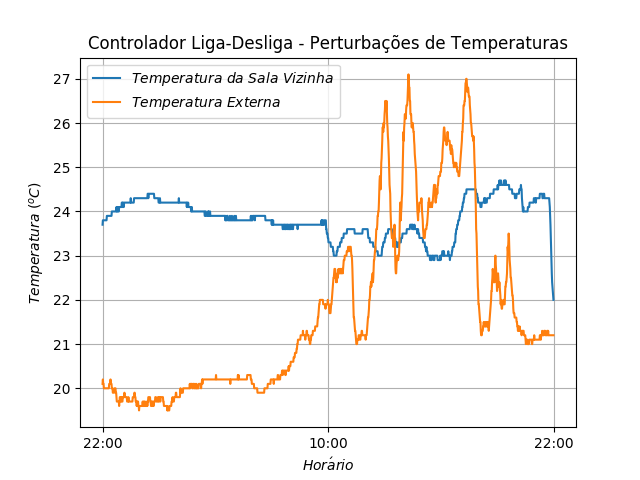 Controlador Liga-Desliga - Perturbações de Temperaturas
Temperatura da Sala Vizinha
Temperatura Externa
Temperatura (°C)
27
26
25
24
23
22
21
20
22:00
10:00
22:00
Horário